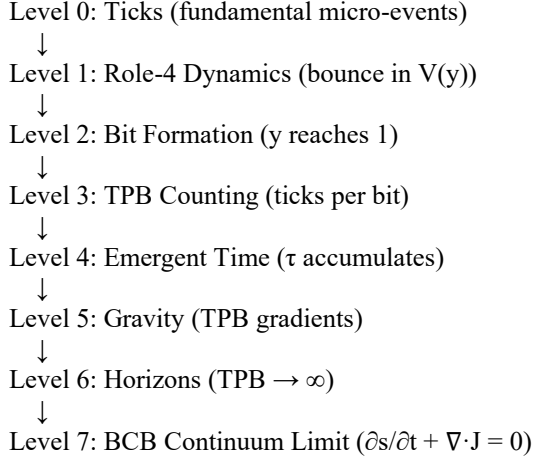 Level 0: Ticks (fundamental micro-events)
↓
Level 1: Role-4 Dynamics (bounce in V(y))
↓
Level 2: Bit Formation (y reaches 1)
↓
Level 3: TPB Counting (ticks per bit)
↓
Level 4: Emergent Time (τ accumulates)
↓
Level 5: Gravity (TPB gradients)
↓
Level 6: Horizons (TPB → ∞)
↓
Level 7: BCB Continuum Limit (∂s/∂t + ∇·J = 0)